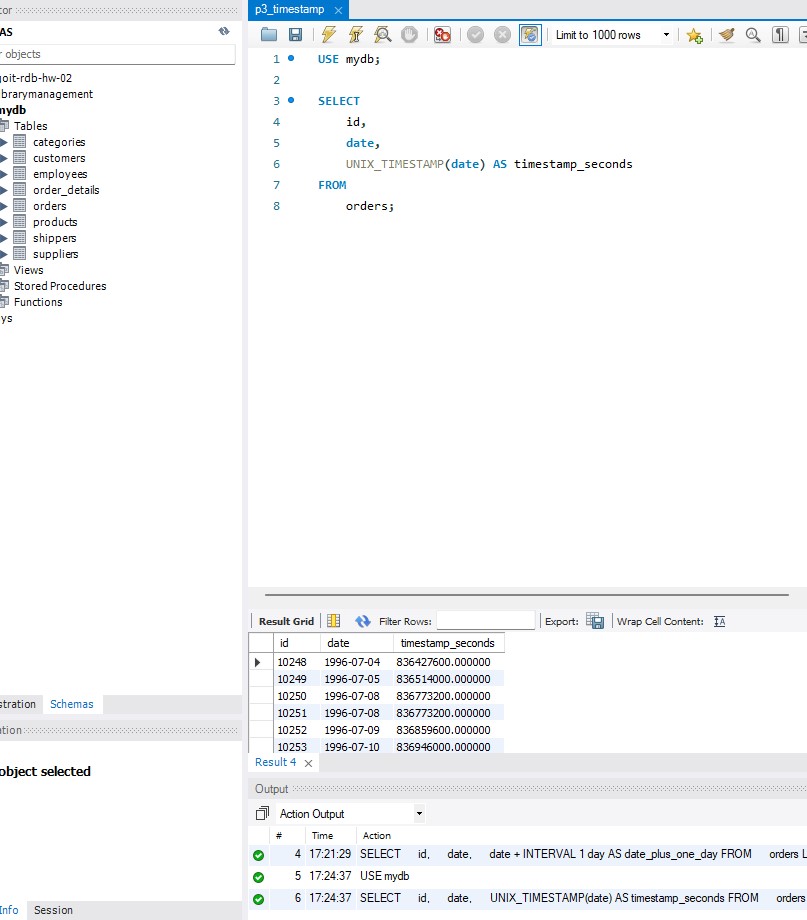 tor
p3_timestamp
AS
r objects
Limit to 1000 rows
goit-rdb-hw-02
librarymanagement
mydb
Tables
categories
customers
employees
order_details
orders
products
shippers
suppliers
Views
Stored Procedures
Functions
ys
1 USE mydb;
2
3 SELECT
4 id,
5 date,
6 UNIX_TIMESTAMP(date) AS timestamp_seconds
7 FROM
8 orders;
stration Schemas
ation
object selected
Info Session
Result Grid Filter Rows: Export: Wrap Cell Content:
id date timestamp_seconds
10248 1996-07-04 836427600.000000
10249 1996-07-05 836514000.000000
10250 1996-07-08 836773200.000000
10251 1996-07-08 836773200.000000
10252 1996-07-09 836859600.000000
10253 1996-07-10 836946000.000000
Result 4
Output
Action Output
# Time Action
4 17:21:29 SELECT id, date, date + INTERVAL 1 day AS date_plus_one_day FROM orders L
5 17:24:37 USE mydb
6 17:24:37 SELECT id, date, UNIX_TIMESTAMP(date) AS timestamp_seconds FROM orders